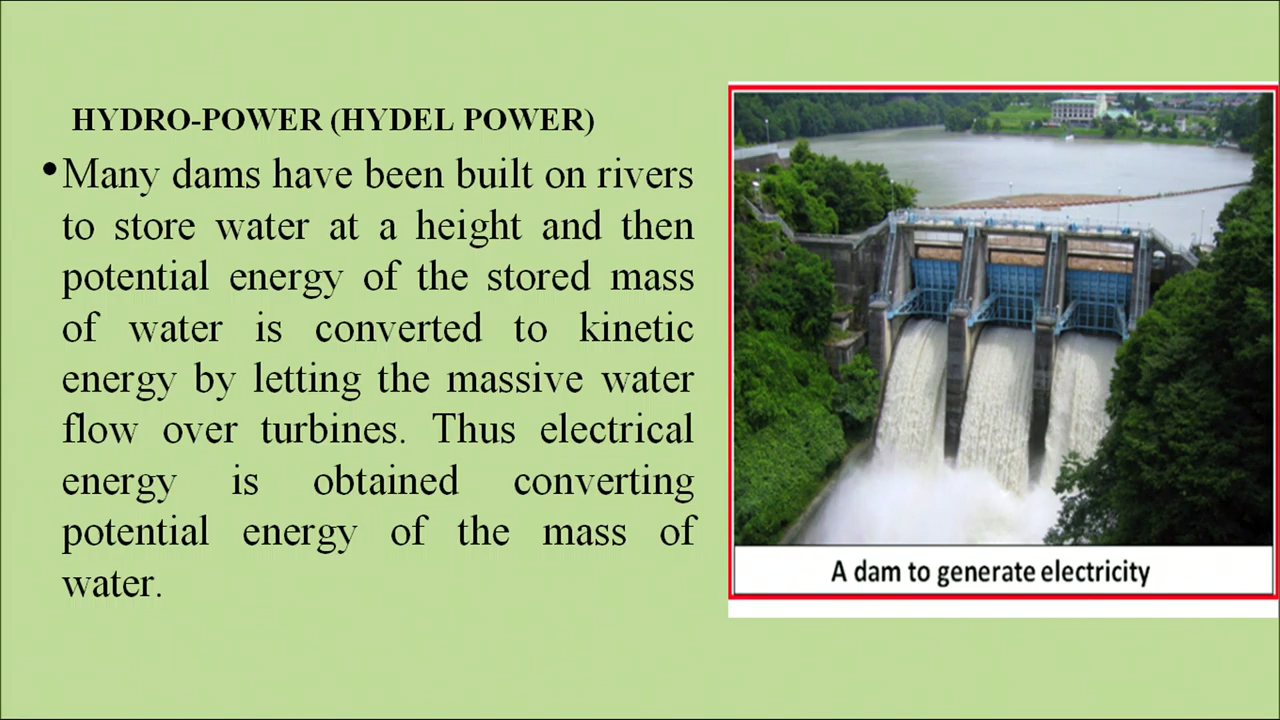 HYDRO-POWER (HYDEL POWER)
•Many dams have been built on rivers
to store water at a height and then
potential energy of the stored mass
of water is converted to kinetic
energy by letting the massive water
flow over turbines. Thus electrical
energy is obtained converting
potential energy of the mass of
water.
A dam to generate electricity